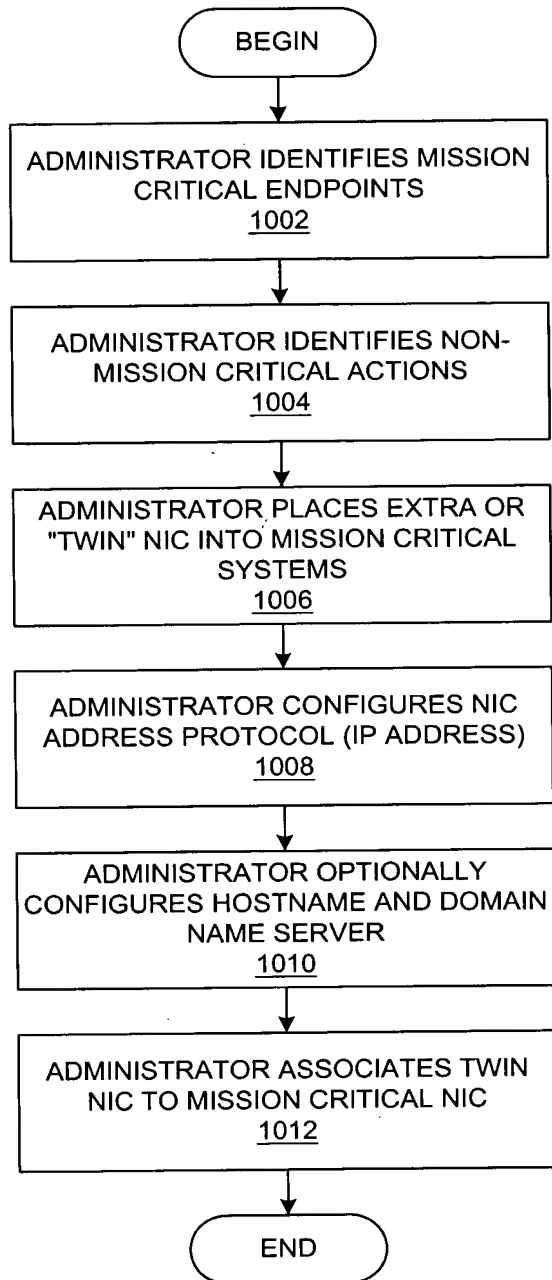 BEGIN
ADMINISTRATOR IDENTIFIES MISSION
CRITICAL ENDPOINTS
1002
ADMINISTRATOR IDENTIFIES NON-
MISSION CRITICAL ACTIONS
1004
ADMINISTRATOR PLACES EXTRA OR
"TWIN" NIC INTO MISSION CRITICAL
SYSTEMS
1006
ADMINISTRATOR CONFIGURES NIC
ADDRESS PROTOCOL (IP ADDRESS)
1008
ADMINISTRATOR OPTIONALLY
CONFIGURES HOSTNAME AND DOMAIN
NAME SERVER
1010
ADMINISTRATOR ASSOCIATES TWIN
NIC TO MISSION CRITICAL NIC
1012
END